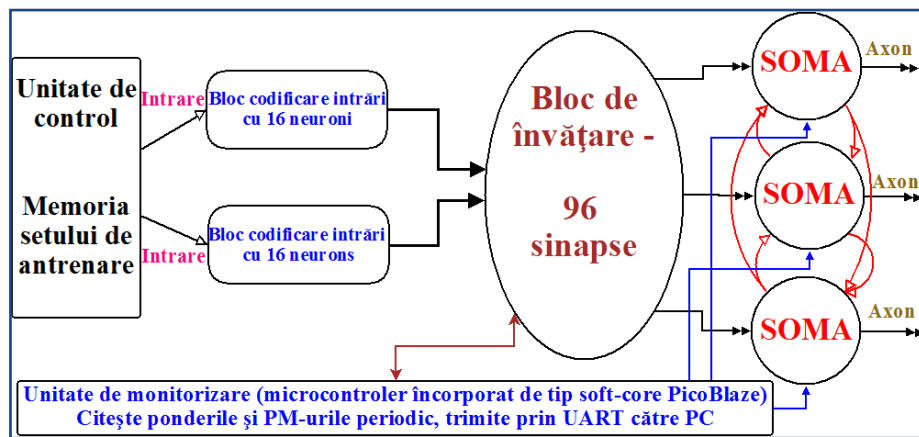 Unitate de
control
Memoria
setului de
antrenare
Intrare
Intrare
Bloc codificare intrări
cu 16 neuroni
Bloc codificare intrări
cu 16 neurons
Bloc de
învăţare -
96
sinapse
SOMA
Axon
SOMA
Axon
SOMA
Axon
Unitate de monitorizare (microcontroler încorporat de tip soft-core PicoBlaze)
Citeşte ponderile şi PM-urile periodic, trimite prin UART către PC